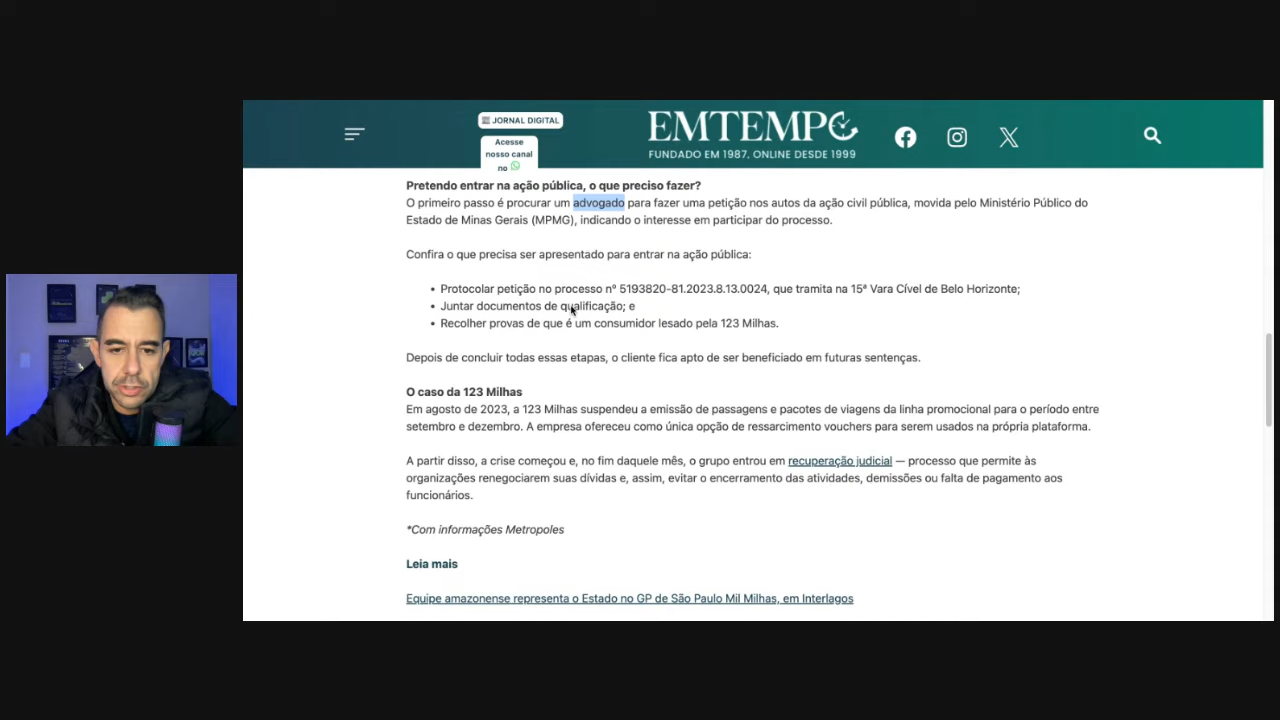 JORNAL DIGITAL
Acesse
nosso canal
no
EMTEMPO
FUNDADO EM 1987, ONLINE DESDE 1999
Pretendo entrar na ação pública, o que preciso fazer?
O primeiro passo é procurar um advogado para fazer uma petição nos autos da ação civil pública, movida pelo Ministério Público do
Estado de Minas Gerais (MPMG), indicando o interesse em participar do processo.
Confira o que precisa ser apresentado para entrar na ação pública:
• Protocolar petição no processo nº 5193820-81.2023.8.13.0024, que tramita na 15ª Vara Cível de Belo Horizonte;
• Juntar documentos de qualificação; e
• Recolher provas de que é um consumidor lesado pela 123 Milhas.
Depois de concluir todas essas etapas, o cliente fica apto de ser beneficiado em futuras sentenças.
O caso da 123 Milhas
Em agosto de 2023, a 123 Milhas suspendeu a emissão de passagens e pacotes de viagens da linha promocional para o período entre
setembro e dezembro. A empresa ofereceu como única opção de ressarcimento vouchers para serem usados na própria plataforma.
A partir disso, a crise começou e, no fim daquele mês, o grupo entrou em recuperação judicial — processo que permite às
organizações renegociarem suas dívidas e, assim, evitar o encerramento das atividades, demissões ou falta de pagamento aos
funcionários.
*Com informações Metropoles
Leia mais
Equipe amazonense representa o Estado no GP de São Paulo Mil Milhas, em Interlagos